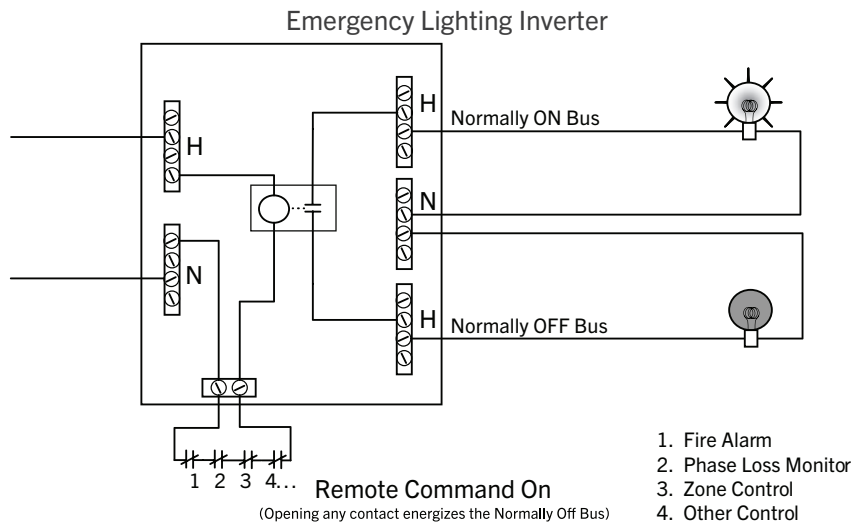 Emergency Lighting Inverter
H
H
Normally ON Bus
N
N
H
Normally OFF Bus
1 2 3 4...
Remote Command On
(Opening any contact energizes the Normally Off Bus)
1. Fire Alarm
2. Phase Loss Monitor
3. Zone Control
4. Other Control